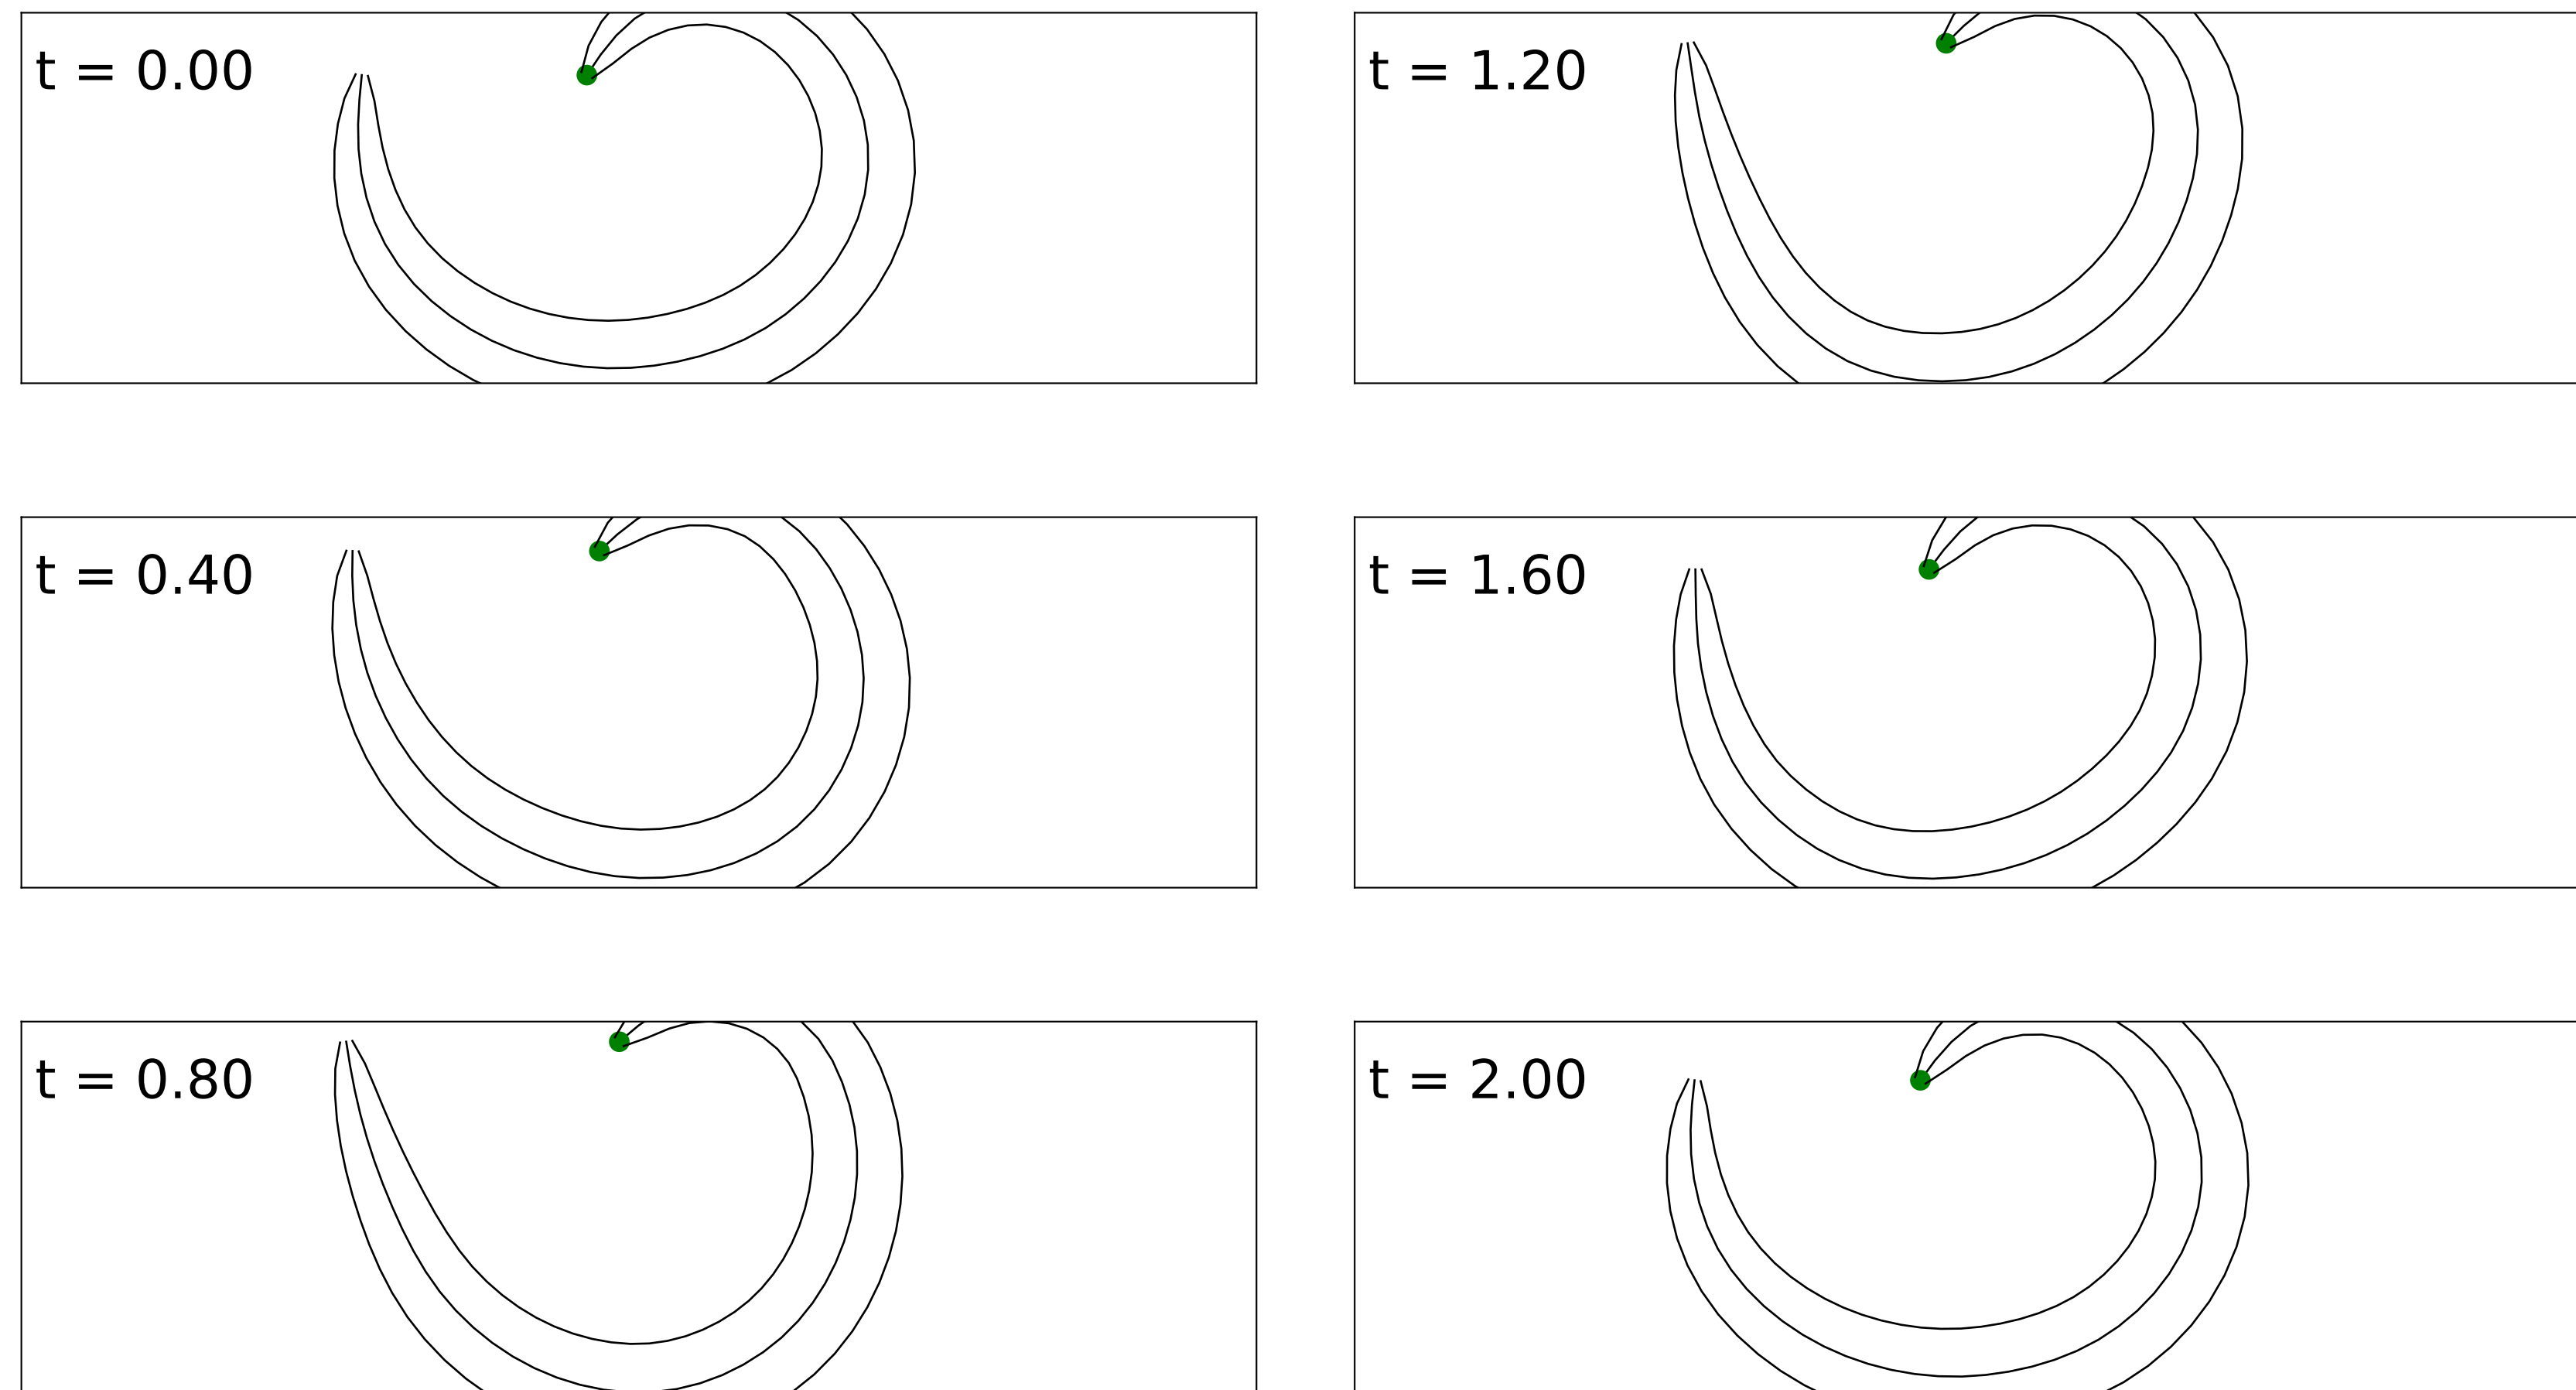 t = 0.00
t = 1.20
t = 0.40
t = 1.60
t = 0.80
t = 2.00